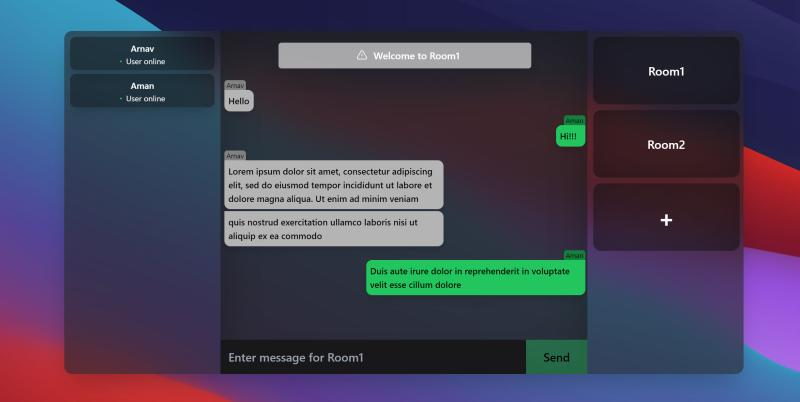 Arnav
• User online
Aman
• User online
Welcome to Room1
Arnav
Hello
Aman
Hi!!!
Arnav
Lorem ipsum dolor sit amet, consectetur adipiscing
elit, sed do eiusmod tempor incididunt ut labore et
dolore magna aliqua. Ut enim ad minim veniam
quis nostrud exercitation ullamco laboris nisi ut
aliquip ex ea commodo
Aman
Duis aute irure dolor in reprehenderit in voluptate
velit esse cillum dolore
Enter message for Room1
Send
Room1
Room2
+